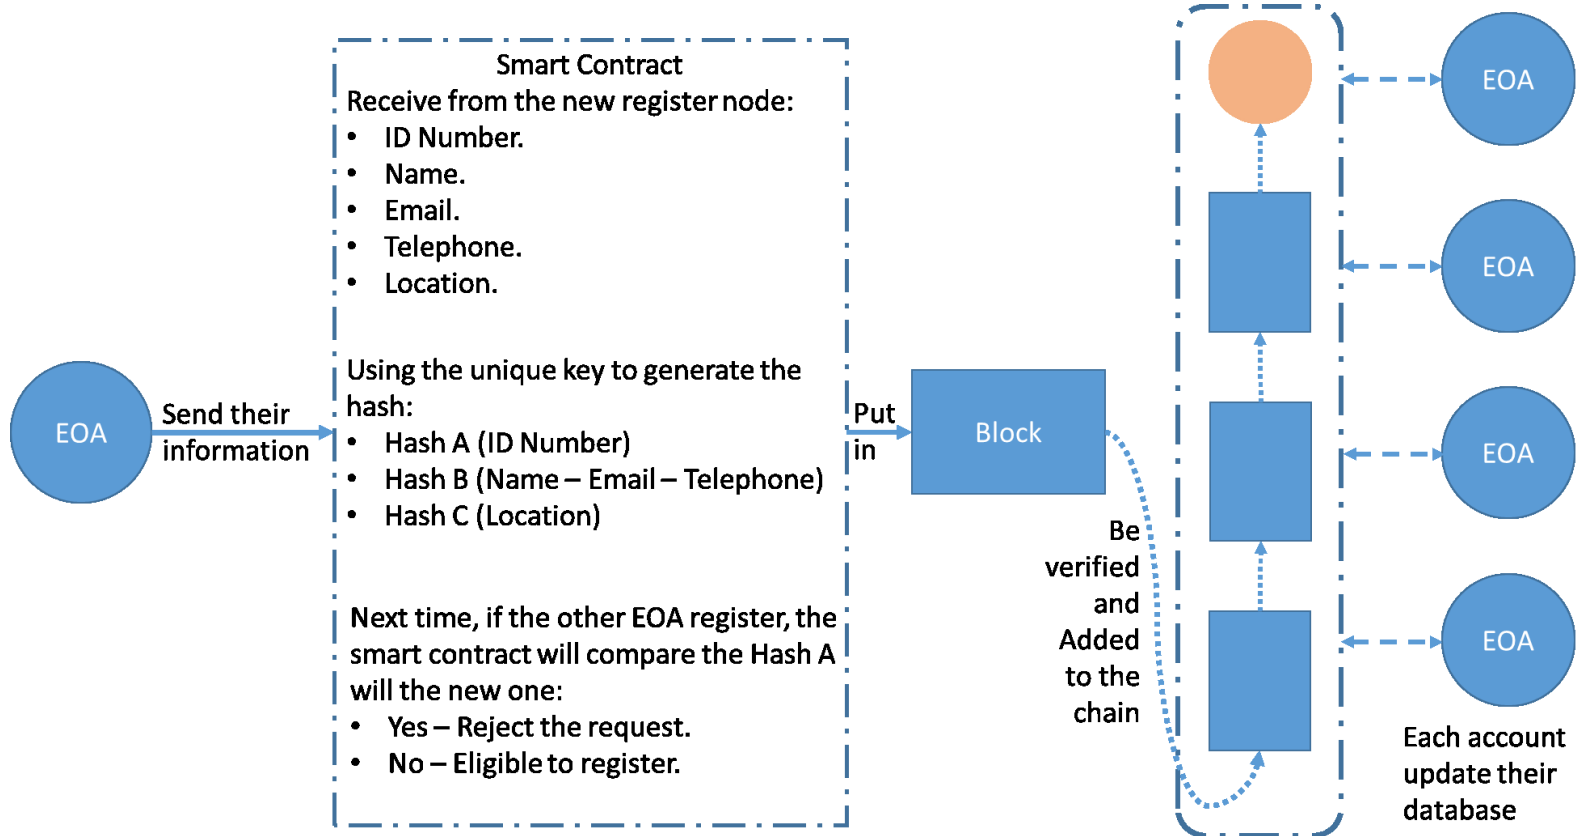 EOA
Send their
information
Smart Contract
Receive from the new register node:
• ID Number.
• Name.
• Email.
• Telephone.
• Location.
Using the unique key to generate the
hash:
• Hash A (ID Number)
• Hash B (Name – Email – Telephone)
• Hash C (Location)
Next time, if the other EOA register, the
smart contract will compare the Hash A
will the new one:
• Yes – Reject the request.
• No – Eligible to register.
Put
in
Block
Be
verified
and
Added
to the
chain
EOA
EOA
EOA
EOA
Each account
update their
database